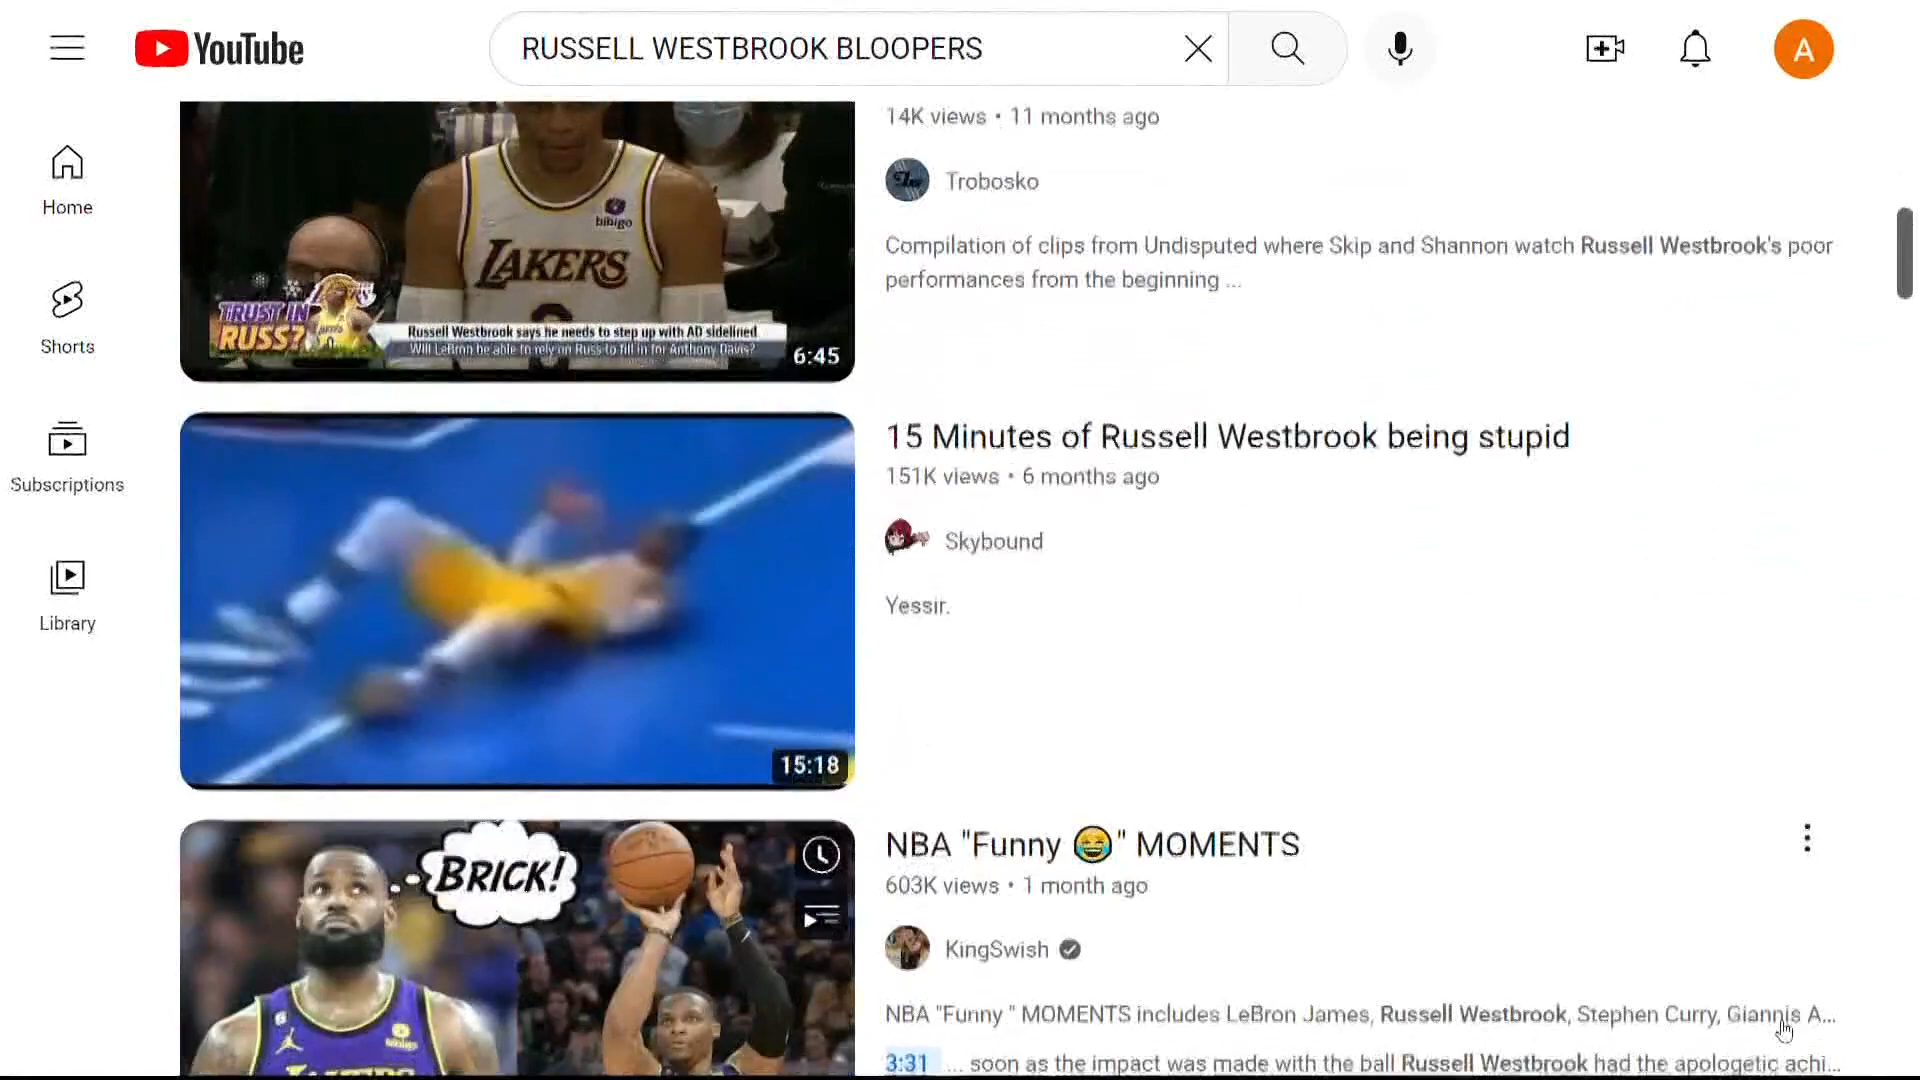 YouTube
RUSSELL WESTBROOK BLOOPERS
A
Home
Shorts
Subscriptions
Library
bibigo
LAKERS
TRUST IN
RUSS?
Russell Westbrook says he needs to step up with AD sidelined
Will LeBron be able to rely on Russ to fill in for Anthony Davis?
6:45
14K views • 11 months ago
Trobosko
Compilation of clips from Undisputed where Skip and Shannon watch Russell Westbrook's poor
performances from the beginning ...
15:18
15 Minutes of Russell Westbrook being stupid
151K views • 6 months ago
Skybound
Yessir.
BRICK!
6
bibigo
NBA "Funny 😂" MOMENTS
603K views • 1 month ago
KingSwish
NBA "Funny " MOMENTS includes LeBron James, Russell Westbrook, Stephen Curry, Giannis A...
3:31 ... soon as the impact was made with the ball Russell Westbrook had the apologetic achi...